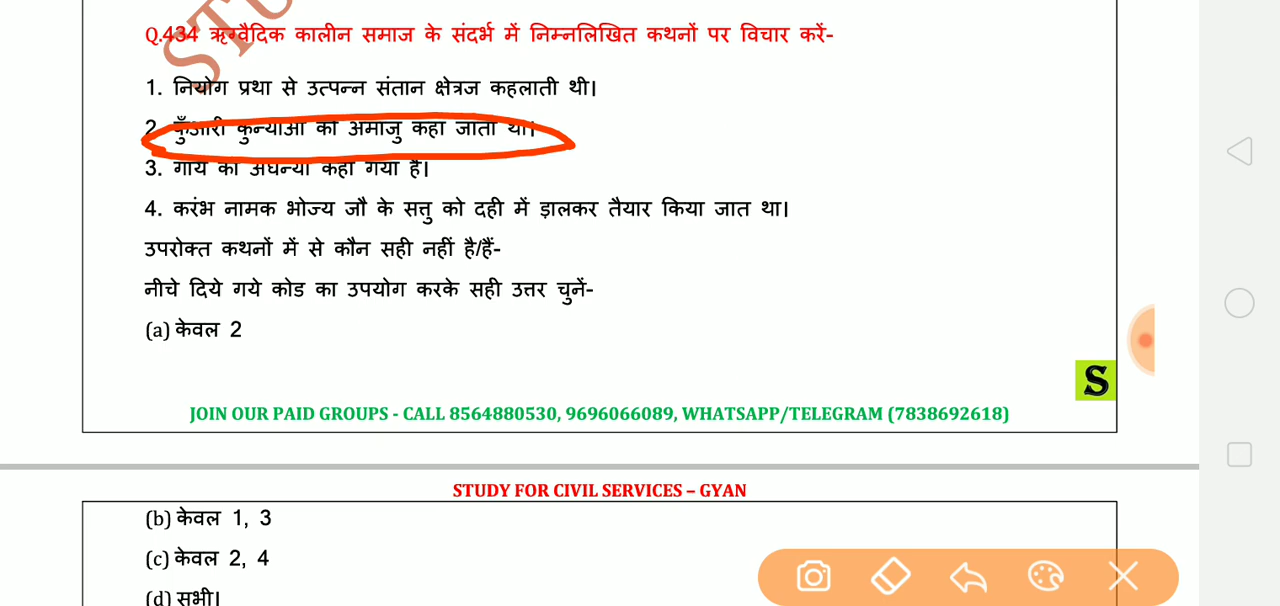 STU
Q.434 ऋग्वैदिक कालीन समाज के संदर्भ में निम्नलिखित कथनों पर विचार करें-
1. नियोग प्रथा से उत्पन्न संतान क्षेत्रज कहलाती थी।
2. कुँआरी कुन्याओं को अमाजु कहा जाता था।
3. गाय को अघन्या कहा गया है।
4. करंभ नामक भोज्य जौ के सत्तु को दही में ड़ालकर तैयार किया जात था।
उपरोक्त कथनों में से कौन सही नहीं है/हैं-
नीचे दिये गये कोड का उपयोग करके सही उत्तर चुनें-
(a) केवल 2
S
JOIN OUR PAID GROUPS - CALL 8564880530, 9696066089, WHATSAPP/TELEGRAM (7838692618)
STUDY FOR CIVIL SERVICES – GYAN
(b) केवल 1, 3
(c) केवल 2, 4
(d) सभी।